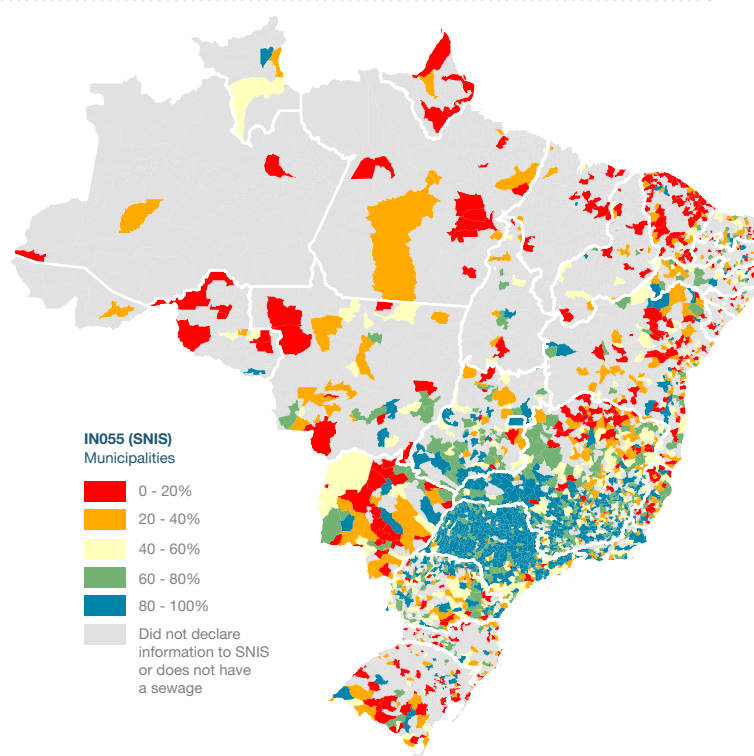 IN055 (SNIS)
Municipalities
0 - 20%
20 - 40%
40 - 60%
60 - 80%
80 - 100%
Did not declare
information to SNIS
or does not have
a sewage